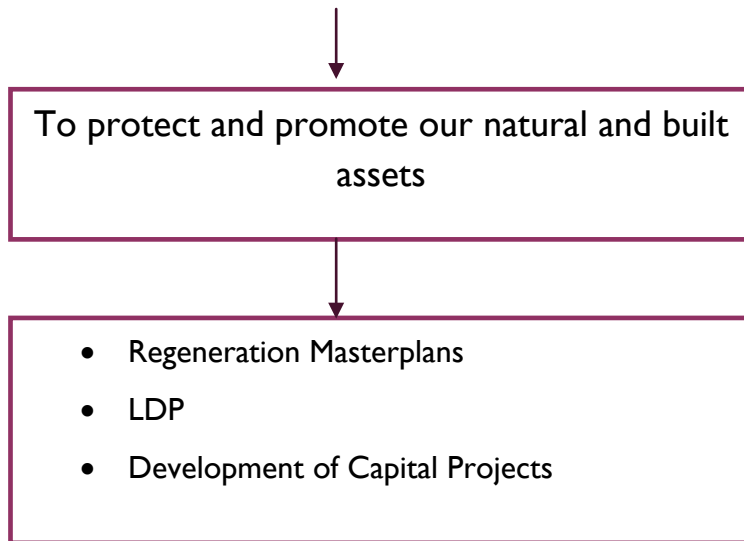 To protect and promote our natural and built
assets
• Regeneration Masterplans
• LDP
• Development of Capital Projects